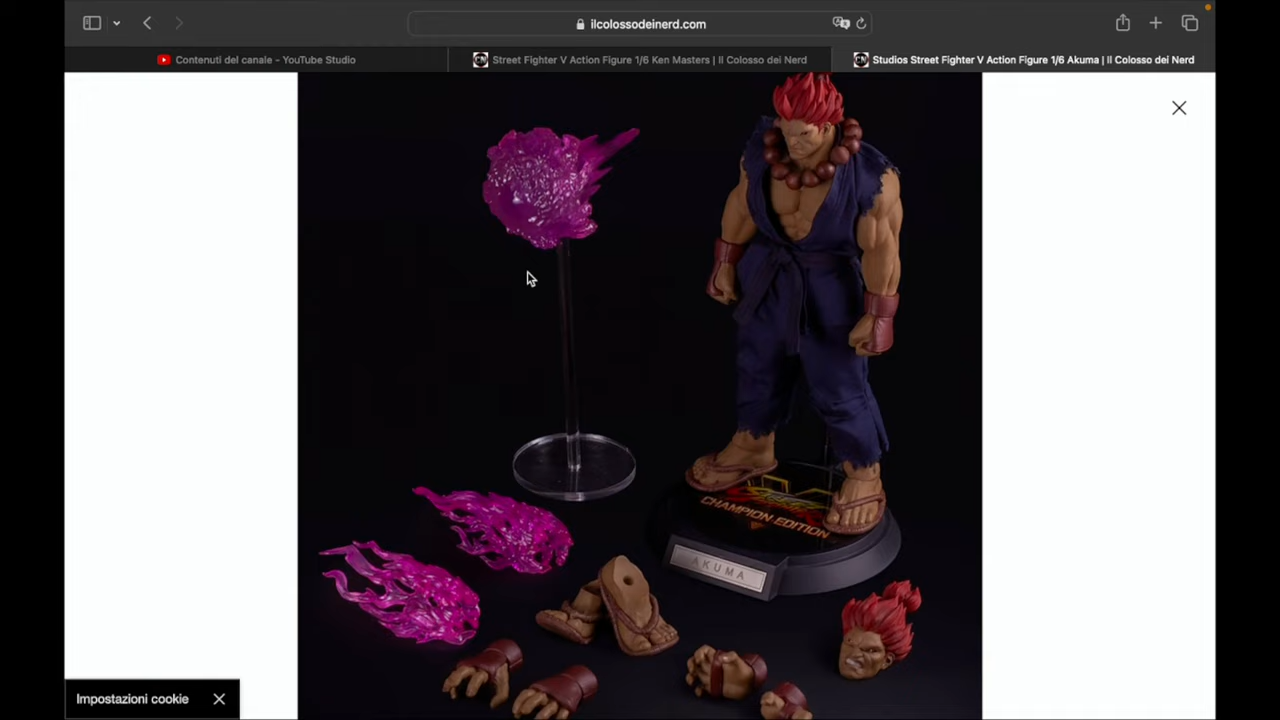 ilcolossodeinerd.com
Contenuti del canale – YouTube Studio
Street Fighter V Action Figure 1/6 Ken Masters | Il Colosso dei Nerd
Studios Street Fighter V Action Figure 1/6 Akuma | Il Colosso dei Nerd
CHAMPION EDITION
AKUMA
Impostazioni cookie